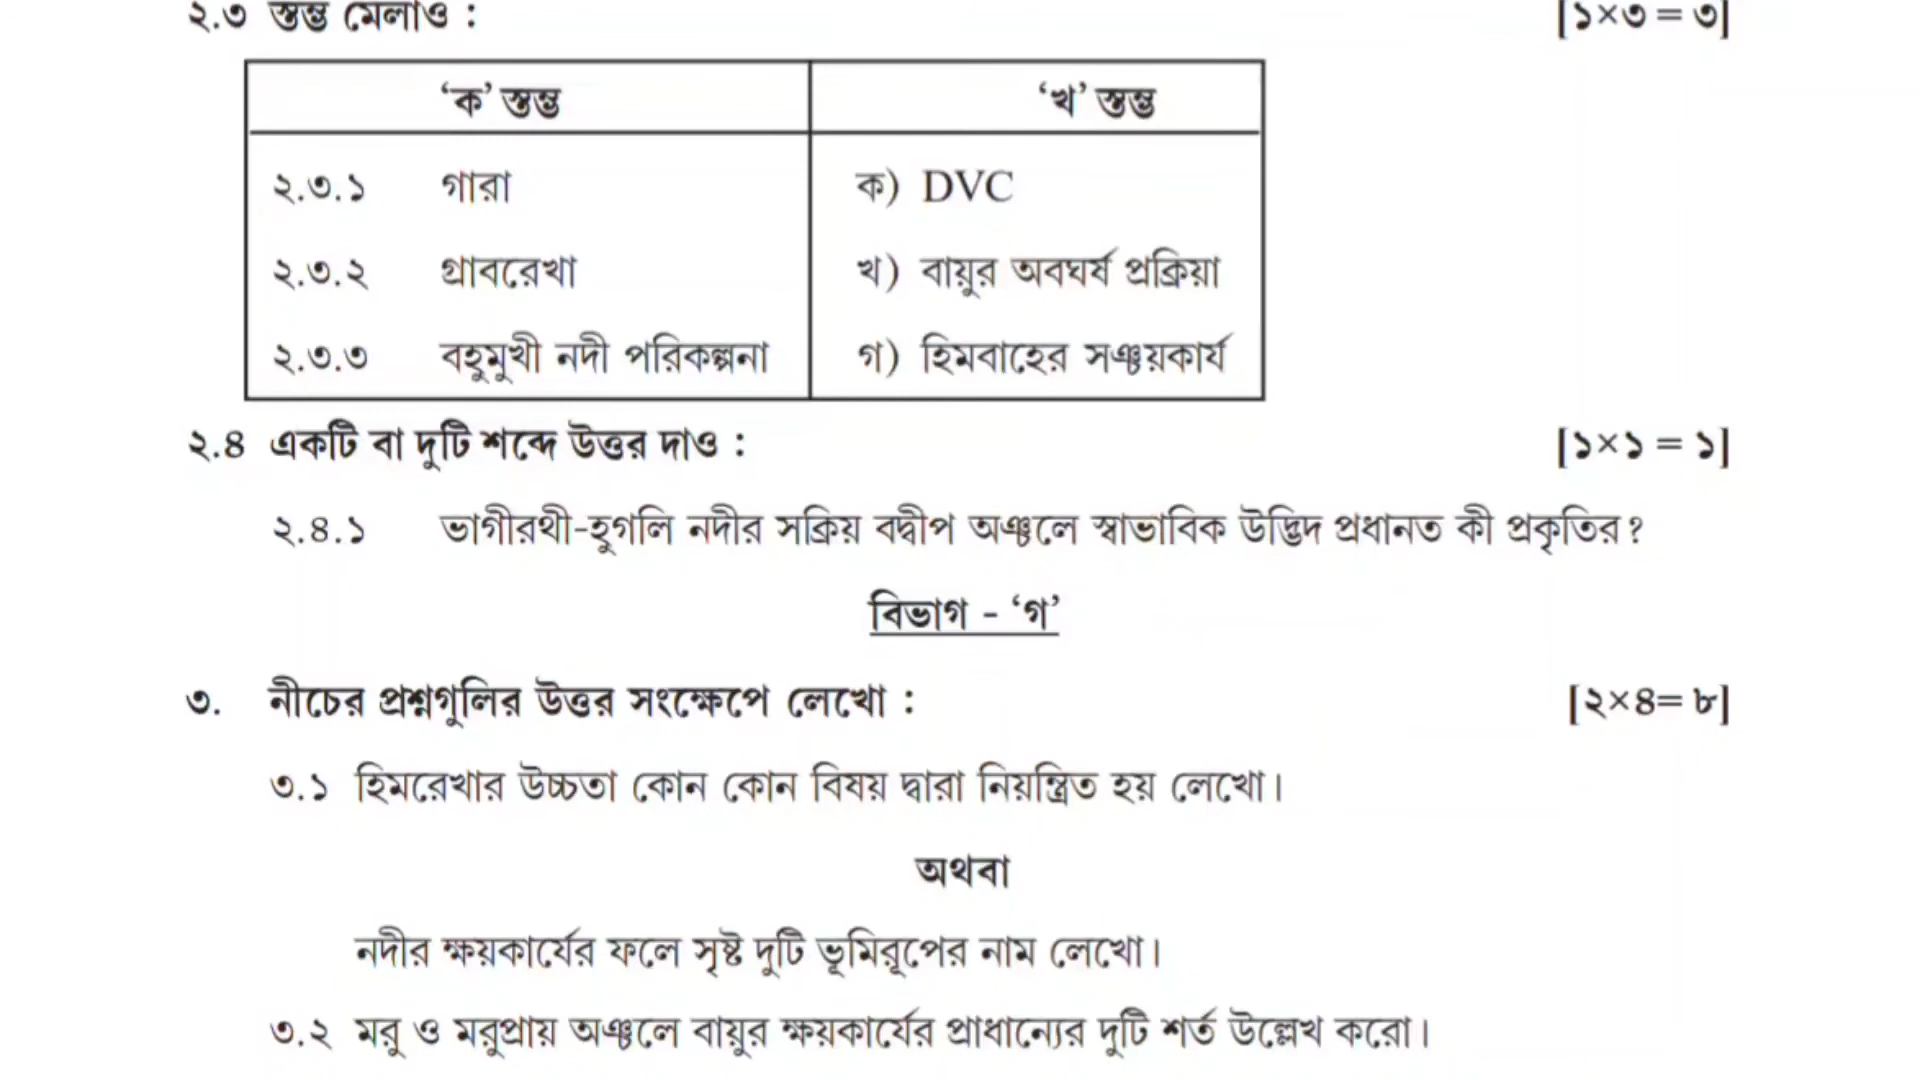 ২.৩ স্তম্ভ মেলাও : [১×৩ = ৩]
‘ক’ স্তম্ভ ‘খ’ স্তম্ভ
২.৩.১ গারা ক) DVC
২.৩.২ গ্রাবরেখা খ) বায়ুর অবঘর্ষ প্রক্রিয়া
২.৩.৩ বহুমুখী নদী পরিকল্পনা গ) হিমবাহের সঞ্চয়কার্য
২.৪ একটি বা দুটি শব্দে উত্তর দাও : [১×১ = ১]
২.৪.১ ভাগীরথী-হুগলি নদীর সক্রিয় বদ্বীপ অঞ্চলে স্বাভাবিক উদ্ভিদ প্রধানত কী প্রকৃতির?
বিভাগ - ‘গ’
৩. নীচের প্রশ্নগুলির উত্তর সংক্ষেপে লেখো : [২×৪= ৮]
৩.১ হিমরেখার উচ্চতা কোন কোন বিষয় দ্বারা নিয়ন্ত্রিত হয় লেখো।
অথবা
নদীর ক্ষয়কার্যের ফলে সৃষ্ট দুটি ভূমিরূপের নাম লেখো।
৩.২ মরু ও মরুপ্রায় অঞ্চলে বায়ুর ক্ষয়কার্যের প্রাধান্যের দুটি শর্ত উল্লেখ করো।